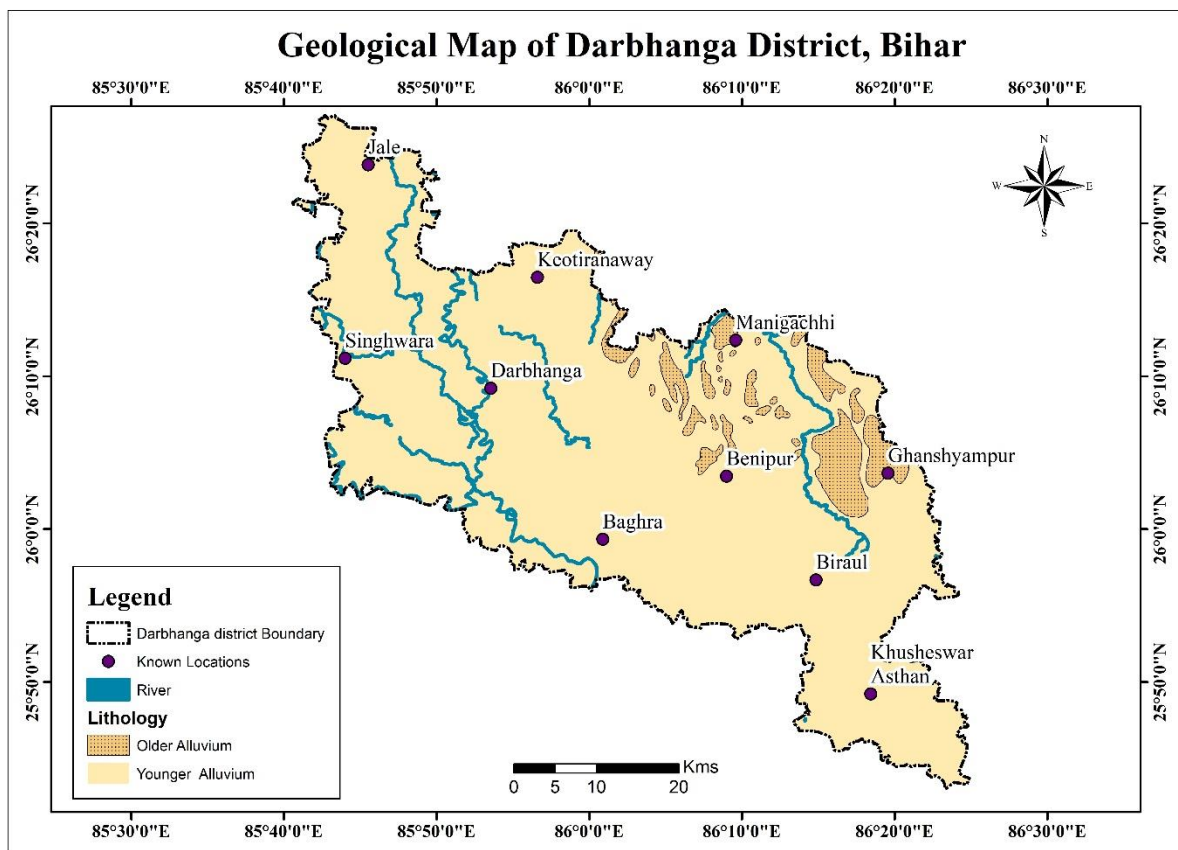 Geological Map of Darbhanga District, Bihar
85°30'0"E 85°40'0"E 85°50'0"E 86°0'0"E 86°10'0"E 86°20'0"E 86°30'0"E
N
W E
S
26°20'0"N 26°20'0"N
26°10'0"N 26°10'0"N
26°0'0"N 26°0'0"N
25°50'0"N 25°50'0"N
Jale
Keotiranaway
Manigachhi
Singhwara
Darbhanga
Ghanshyampur
Benipur
Baghra
Biraul
Khusheswar
Asthan
Legend
Darbhanga district Boundary
Known Locations
River
Lithology
Older Alluvium
Younger Alluvium
Kms
0 5 10 20
85°30'0"E 85°40'0"E 85°50'0"E 86°0'0"E 86°10'0"E 86°20'0"E 86°30'0"E